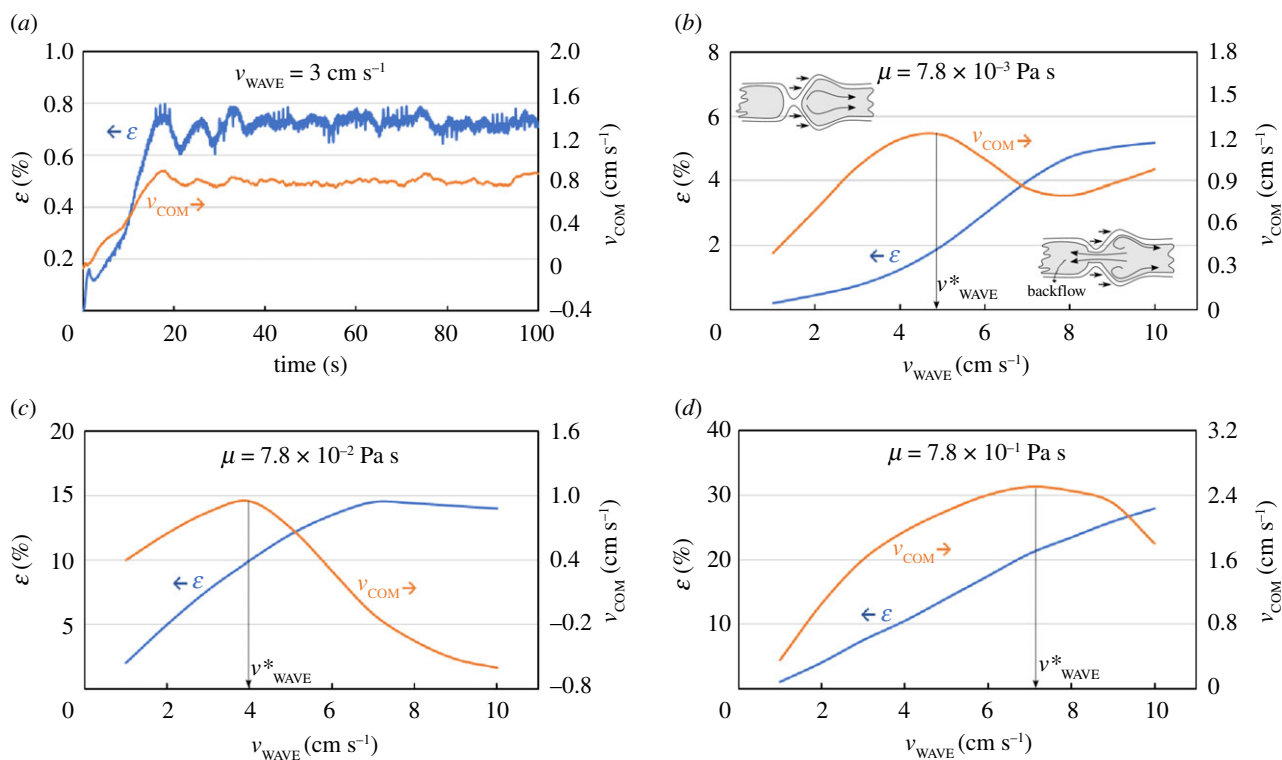 (a)
v_WAVE = 3 cm s⁻¹
ε (%)
1.0
0.8
0.6
0.4
0.2
0
← ε
v_COM →
2.0
1.6
1.2
0.8
0.4
0
–0.4
v_COM (cm s⁻¹)
20 40 60 80 100
time (s)
(b)
μ = 7.8 × 10⁻³ Pa s
ε (%)
8
6
4
2
0
v_COM →
← ε
backflow
v*_WAVE
1.8
1.5
1.2
0.9
0.6
0.3
0
v_COM (cm s⁻¹)
2 4 6 8 10
v_WAVE (cm s⁻¹)
(c)
μ = 7.8 × 10⁻² Pa s
ε (%)
20
15
10
5
0
← ε
v_COM →
v*_WAVE
1.6
1.0
0.4
–0.2
–0.8
v_COM (cm s⁻¹)
2 4 6 8 10
v_WAVE (cm s⁻¹)
(d)
μ = 7.8 × 10⁻¹ Pa s
ε (%)
40
30
20
10
0
v_COM →
← ε
v*_WAVE
3.2
2.4
1.6
0.8
0
v_COM (cm s⁻¹)
2 4 6 8 10
v_WAVE (cm s⁻¹)